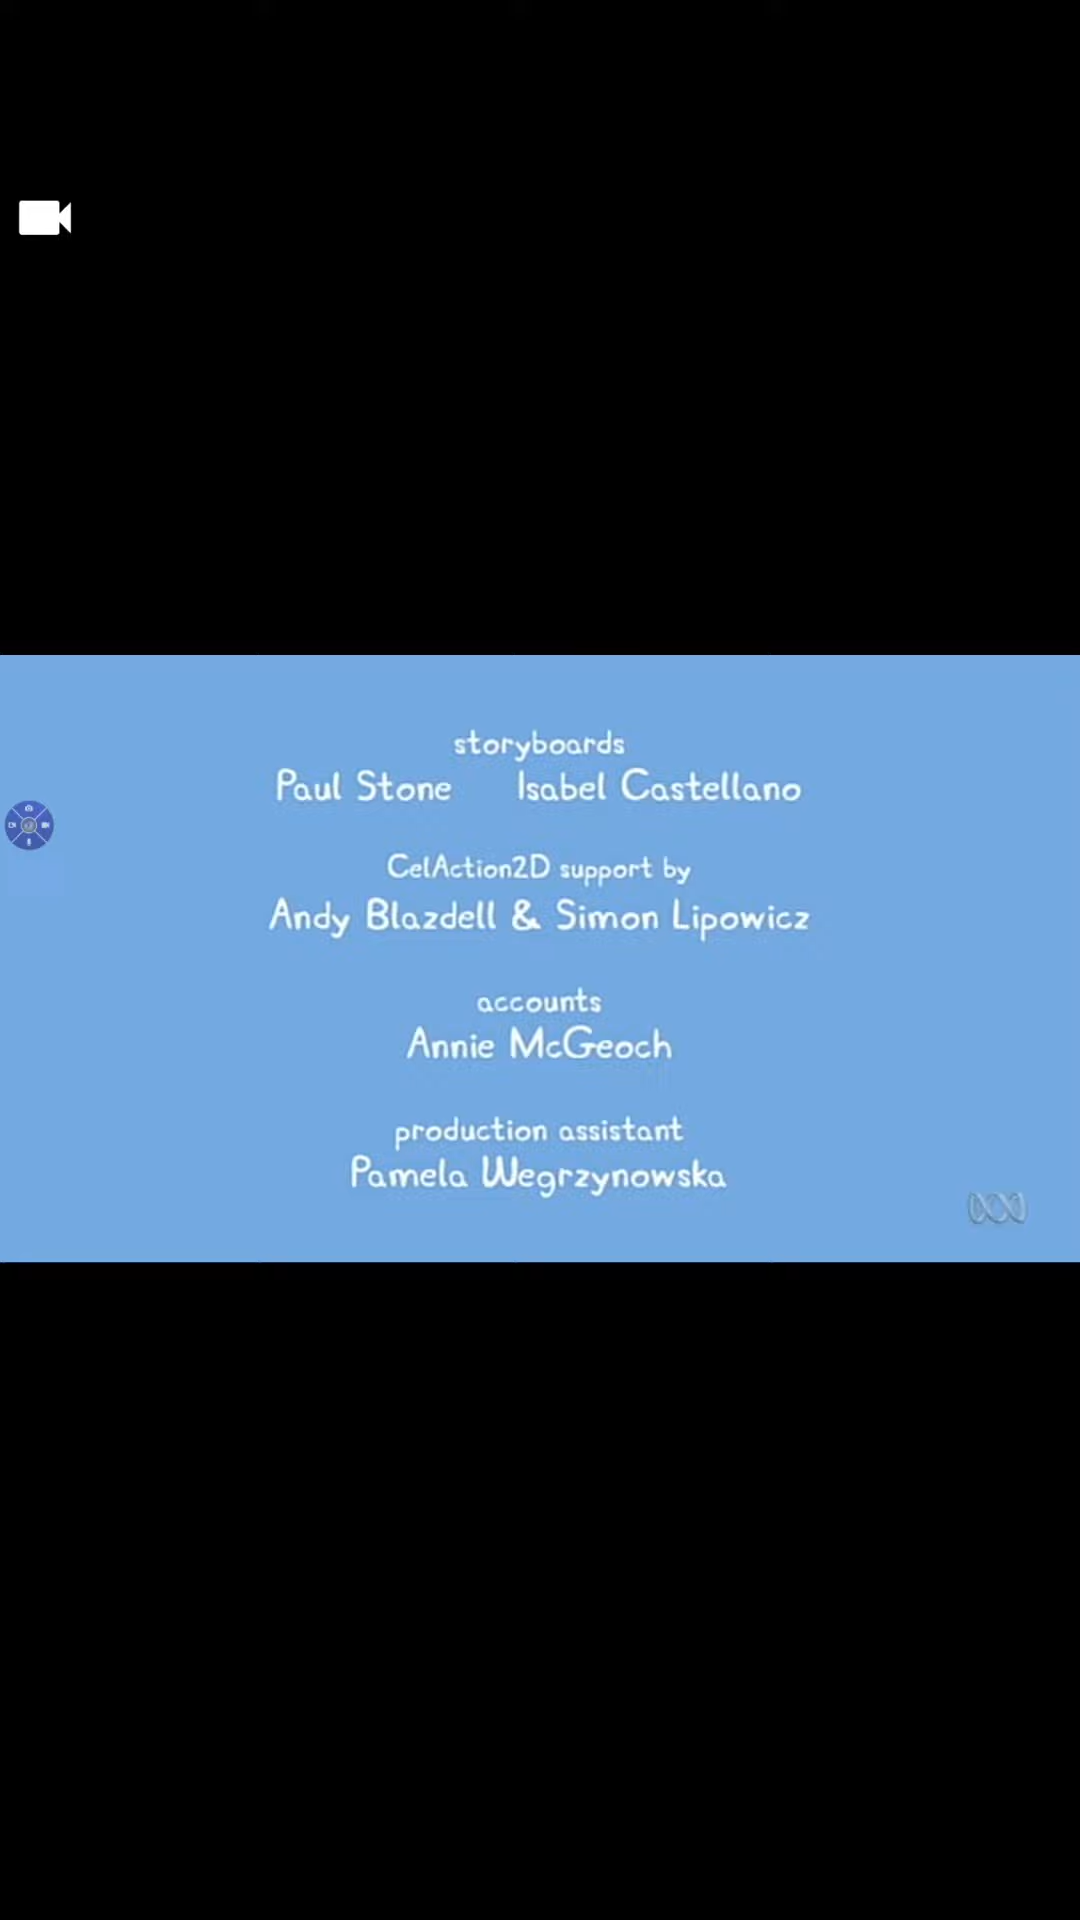 storyboards
Paul Stone Isabel Castellano
CelAction2D support by
Andy Blazdell & Simon Lipowicz
accounts
Annie McGeoch
production assistant
Pamela Wegrzynowska